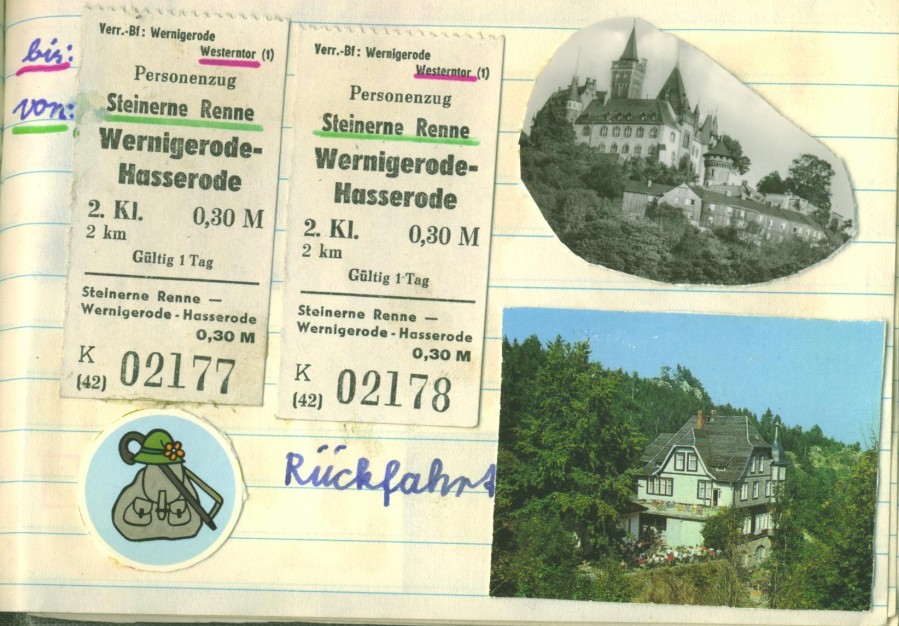 bis:
von:
Verr.-Bf: Wernigerode
Westerntor (1)
Personenzug
Steinerne Renne
Wernigerode-
Hasserode
2. Kl. 0,30 M
2 km
Gültig 1 Tag
Steinerne Renne —
Wernigerode - Hasserode
0,30 M
K
(42) 02177
Verr.-Bf: Wernigerode
Westerntor (1)
Personenzug
Steinerne Renne
Wernigerode-
Hasserode
2. Kl. 0,30 M
2 km
Gültig 1 Tag
Steinerne Renne —
Wernigerode - Hasserode
0,30 M
K
(42) 02178
Rückfahrt